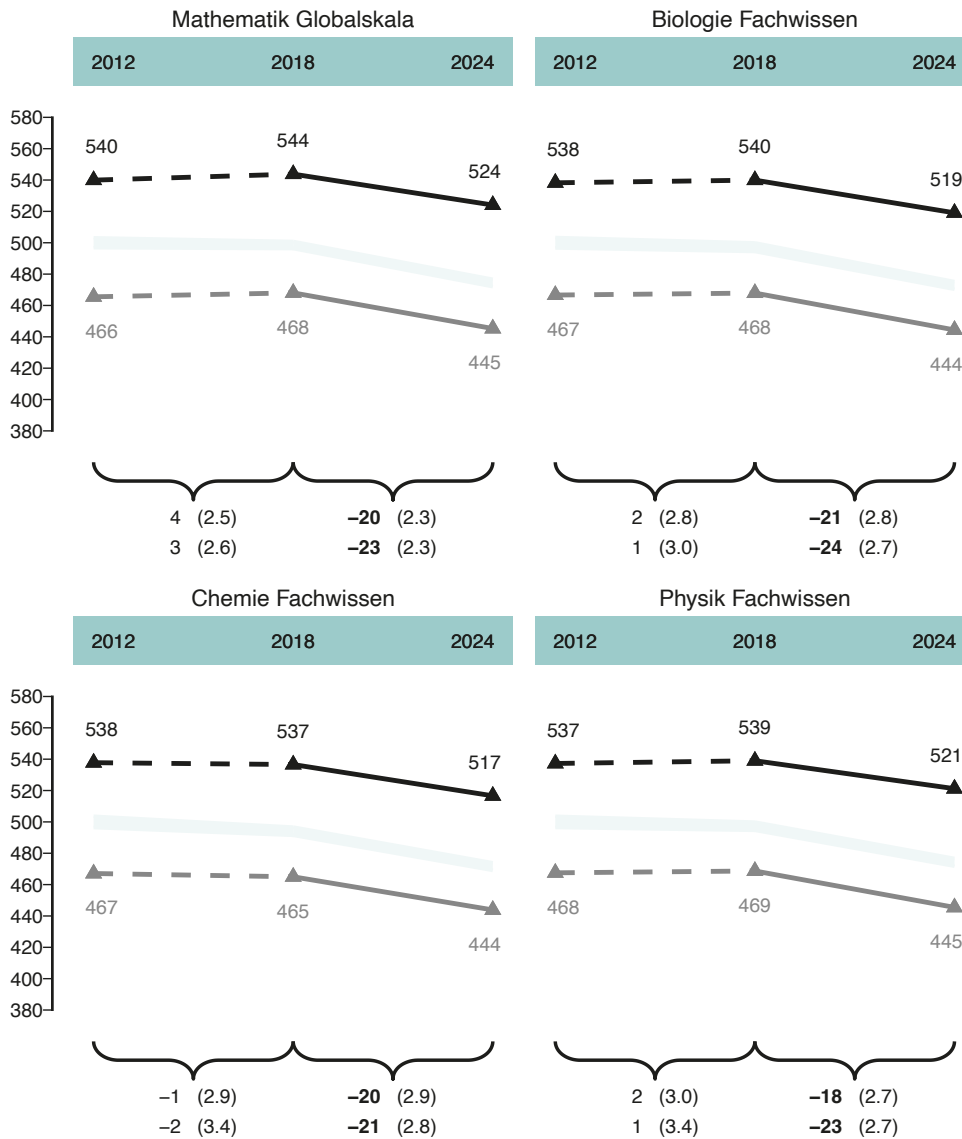 Mathematik Globalskala
2012 2018 2024
580
560
540
520
500
480
460
440
420
400
380
540 544 524
466 468 445
4 (2.5) –20 (2.3)
3 (2.6) –23 (2.3)
Biologie Fachwissen
2012 2018 2024
538 540 519
467 468 444
2 (2.8) –21 (2.8)
1 (3.0) –24 (2.7)
Chemie Fachwissen
2012 2018 2024
580
560
540
520
500
480
460
440
420
400
380
538 537 517
467 465 444
–1 (2.9) –20 (2.9)
–2 (3.4) –21 (2.8)
Physik Fachwissen
2012 2018 2024
537 539 521
468 469 445
2 (3.0) –18 (2.7)
1 (3.4) –23 (2.7)